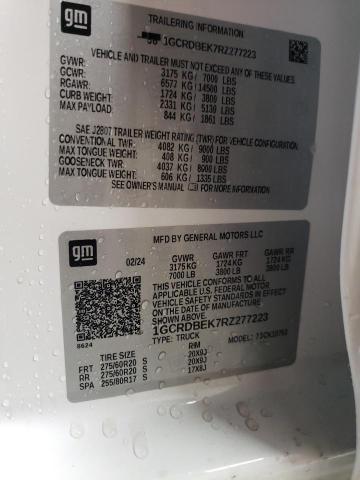 gm
TRAILERING INFORMATION
1GCRDBEK7RZ277223
VEHICLE AND TRAILER MUST NOT EXCEED ANY OF THESE WEIGHTS
GVWR: 3175 KG / 7000 LBS
GCWR: 6577 KG / 14500 LBS
RGAWR: 1724 KG / 3800 LBS
CURB WEIGHT: 2331 KG / 5139 LBS
MAX PAYLOAD: 844 KG / 1861 LBS
SAE J2807 TRAILER WEIGHT RATING (TWR) FOR VEHICLE CONFIGURATION.
CONVENTIONAL TWR: 4082 KG / 9000 LBS
MAX TONGUE WEIGHT: 408 KG / 900 LBS
GOOSENECK TWR: 4037 KG / 8900 LBS
MAX TONGUE WEIGHT: 606 KG / 1335 LBS
SEE OWNER'S MANUAL FOR MORE INFORMATION
gm
MFD BY GENERAL MOTORS LLC
02/24 GVWR GAWR FRT GAWR RR
3175 KG 1724 KG 1724 KG
7000 LB 3800 LB 3800 LB
THIS VEHICLE CONFORMS TO ALL APPLICABLE U.S. FEDERAL MOTOR VEHICLE SAFETY STANDARDS IN EFFECT ON THE DATE OF MANUFACTURE SHOWN ABOVE.
1GCRDBEK7RZ277223
8624 TYPE: TRUCK MODEL:
TIRE SIZE RIM
FRT 275/60R20 S 20X9J
RR 275/60R20 S 20X9J
SPA 255/80R17 S 17X8J